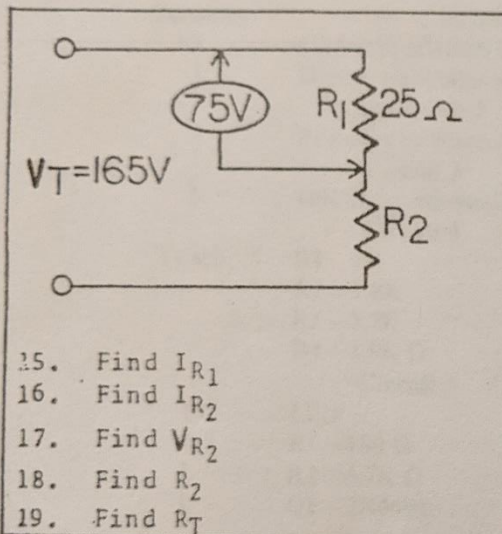 75V
R1 25Ω
VT=165V
R2
15. Find IR1
16. Find IR2
17. Find VR2
18. Find R2
19. Find RT